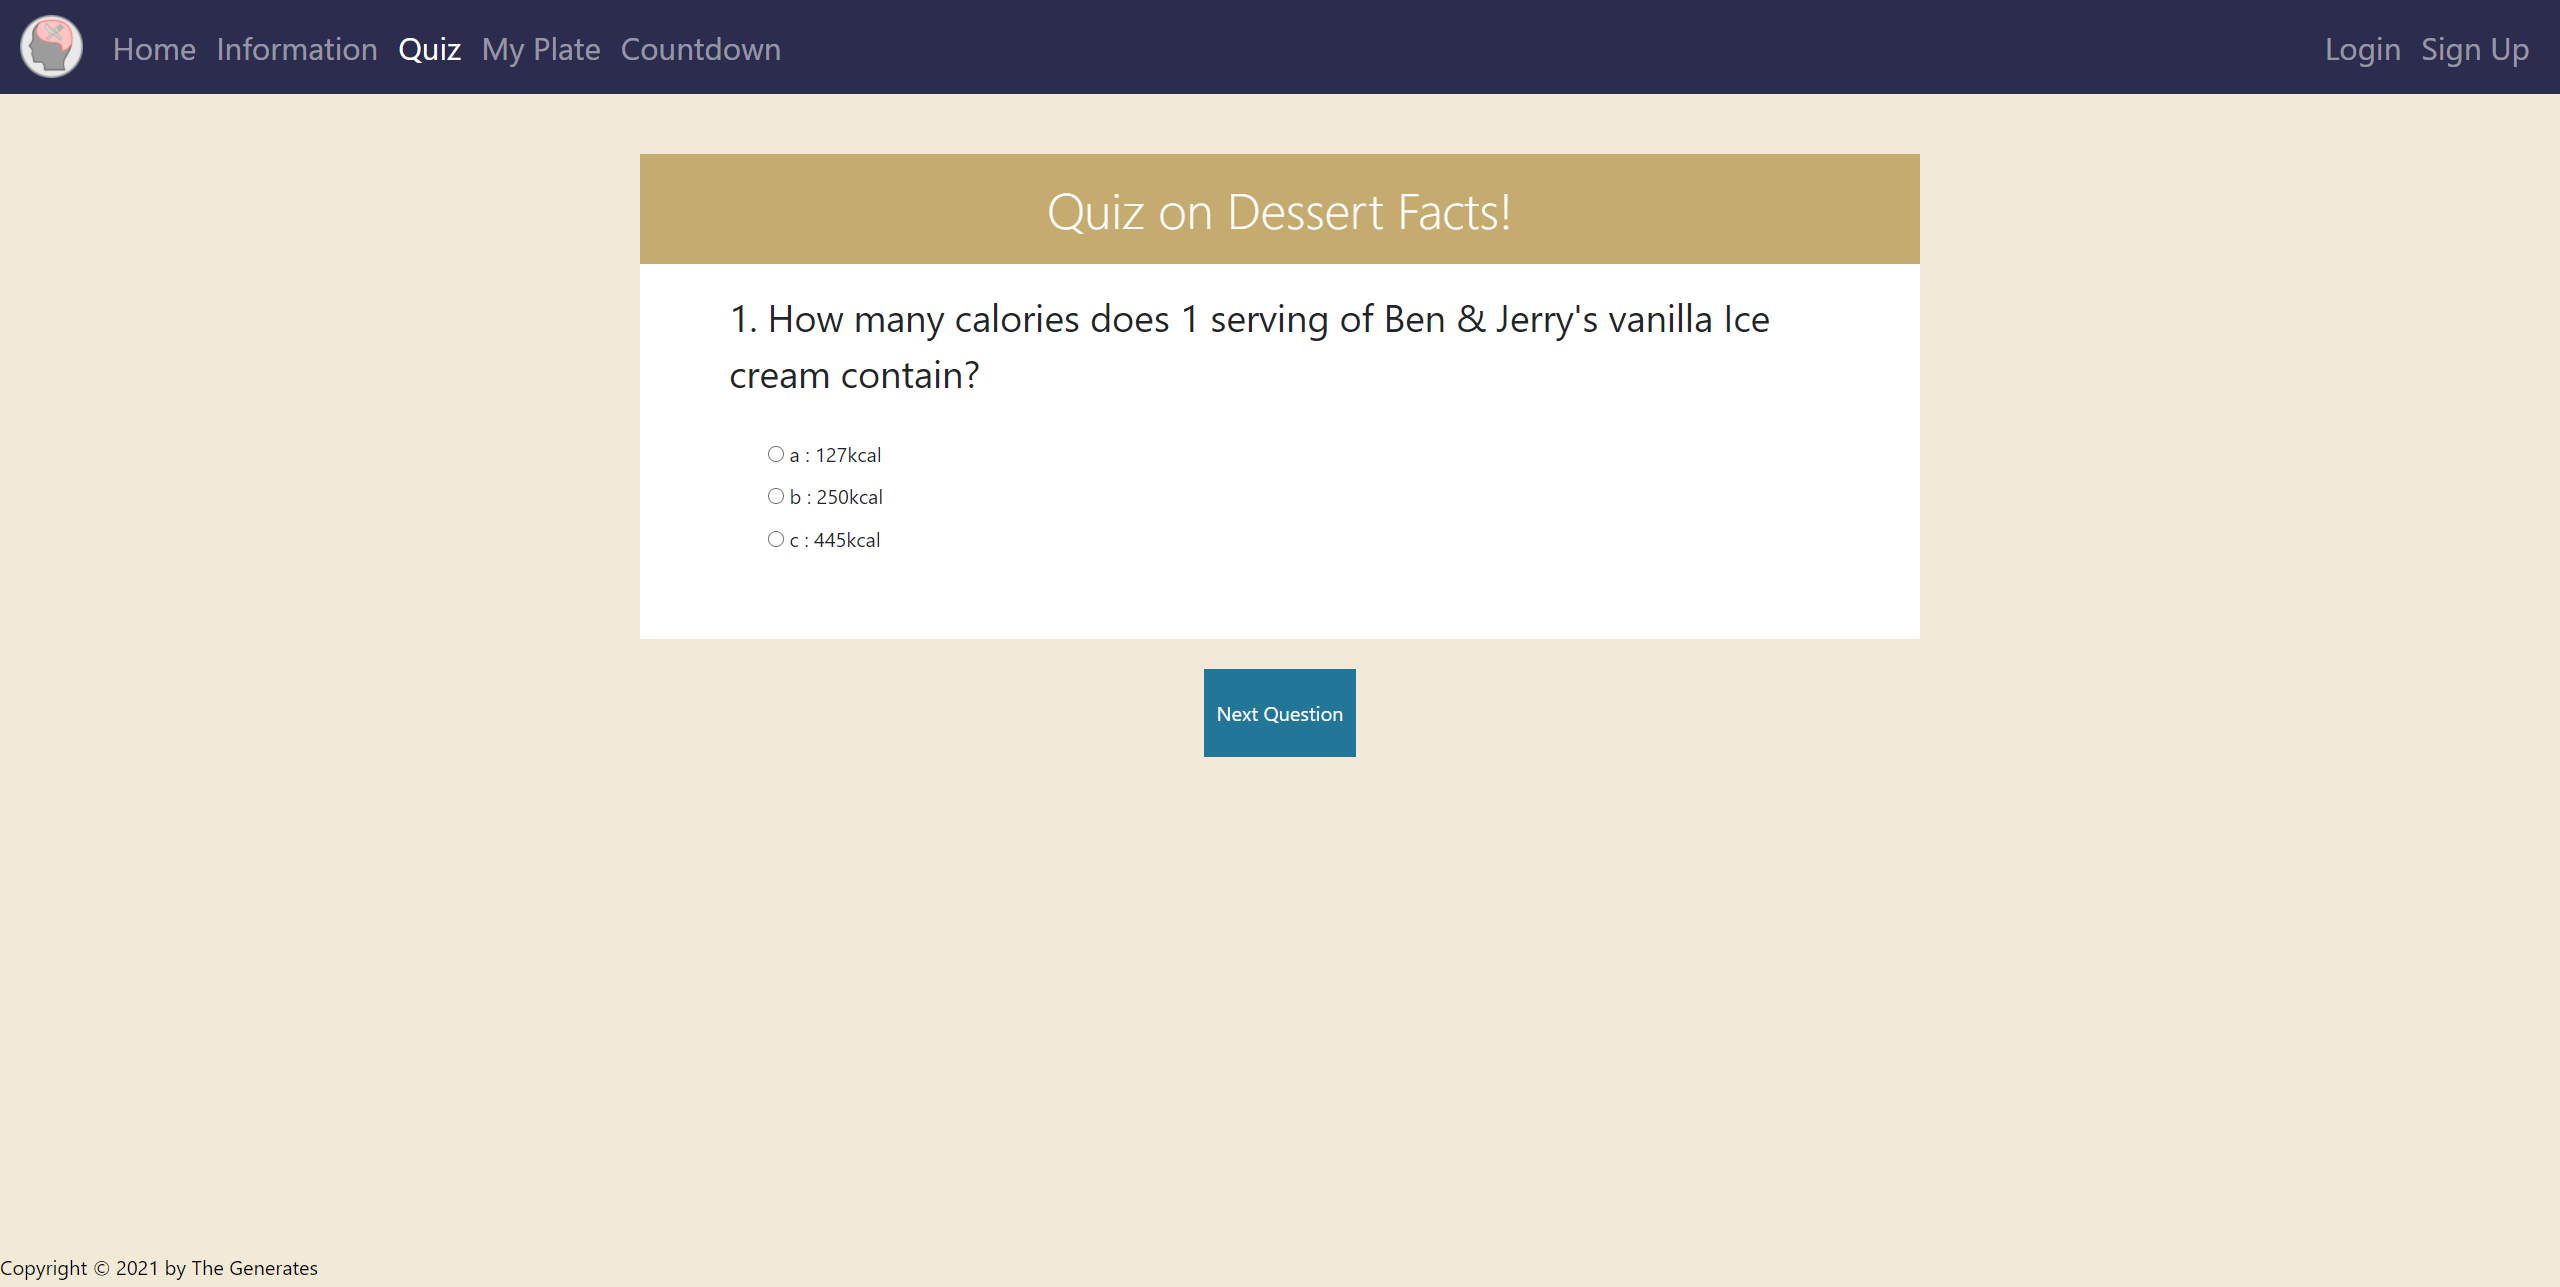 Home Information Quiz My Plate Countdown Login Sign Up
Quiz on Dessert Facts!
1. How many calories does 1 serving of Ben & Jerry's vanilla Ice
cream contain?
a : 127kcal
b : 250kcal
c : 445kcal
Next Question
Copyright © 2021 by The Generates